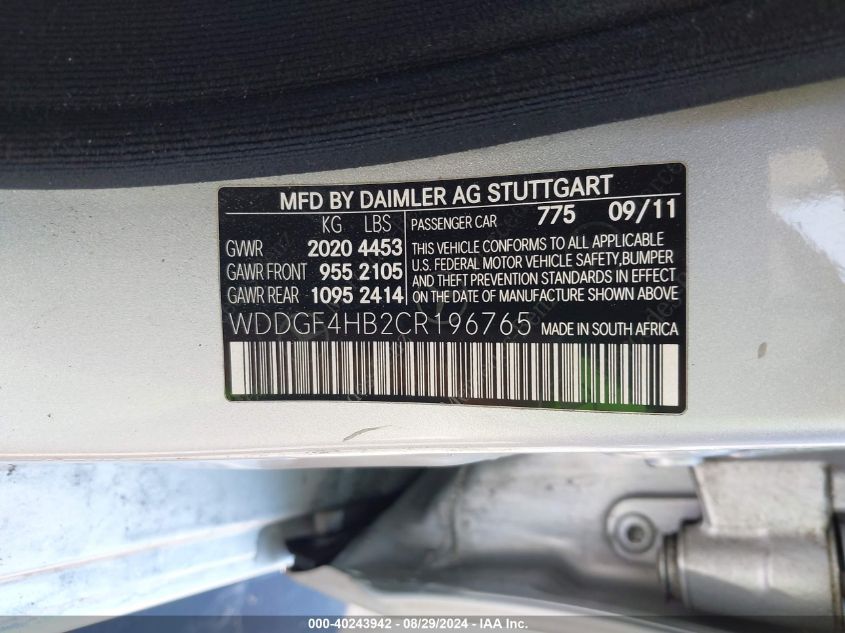 MFD BY DAIMLER AG STUTTGART
KG LBS
GVWR 2020 4453
GAWR FRONT 955 2105
GAWR REAR 1095 2414
PASSENGER CAR 775 09/11
THIS VEHICLE CONFORMS TO ALL APPLICABLE
U.S. FEDERAL MOTOR VEHICLE SAFETY,BUMPER
AND THEFT PREVENTION STANDARDS IN EFFECT
ON THE DATE OF MANUFACTURE SHOWN ABOVE
WDDGF4HB2CR196765 MADE IN SOUTH AFRICA
000-40243942 - 08/29/2024 - IAA Inc.